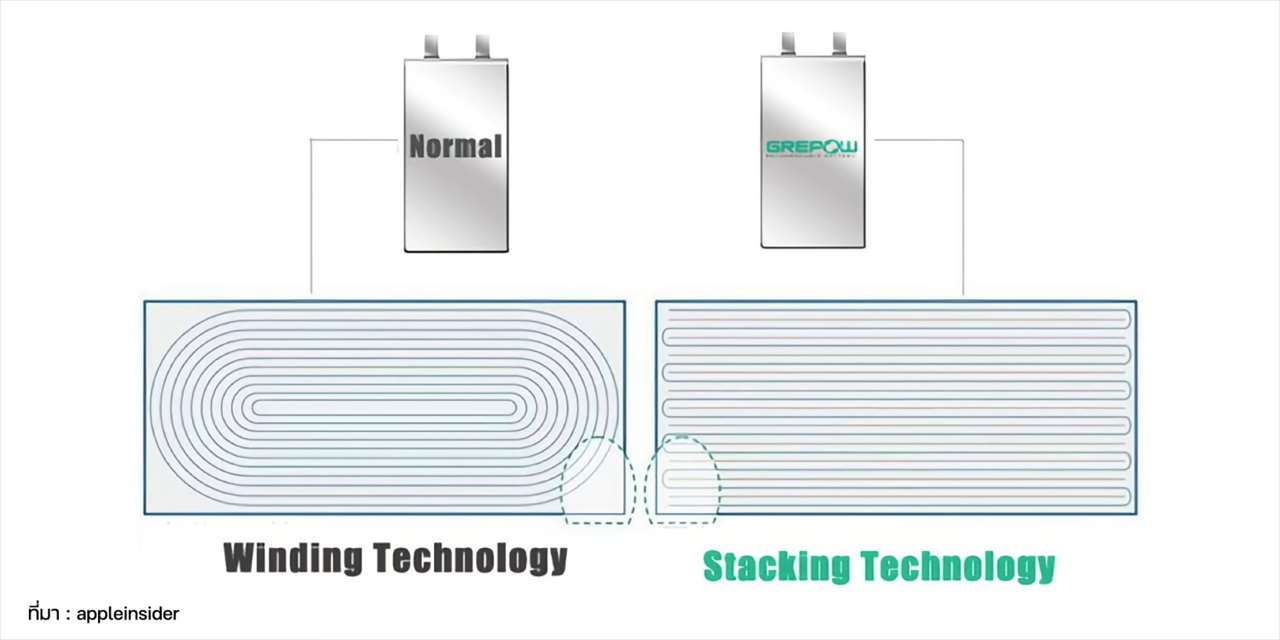 Normal
GREPOW
Winding Technology
Stacking Technology
ที่มา : appleinsider